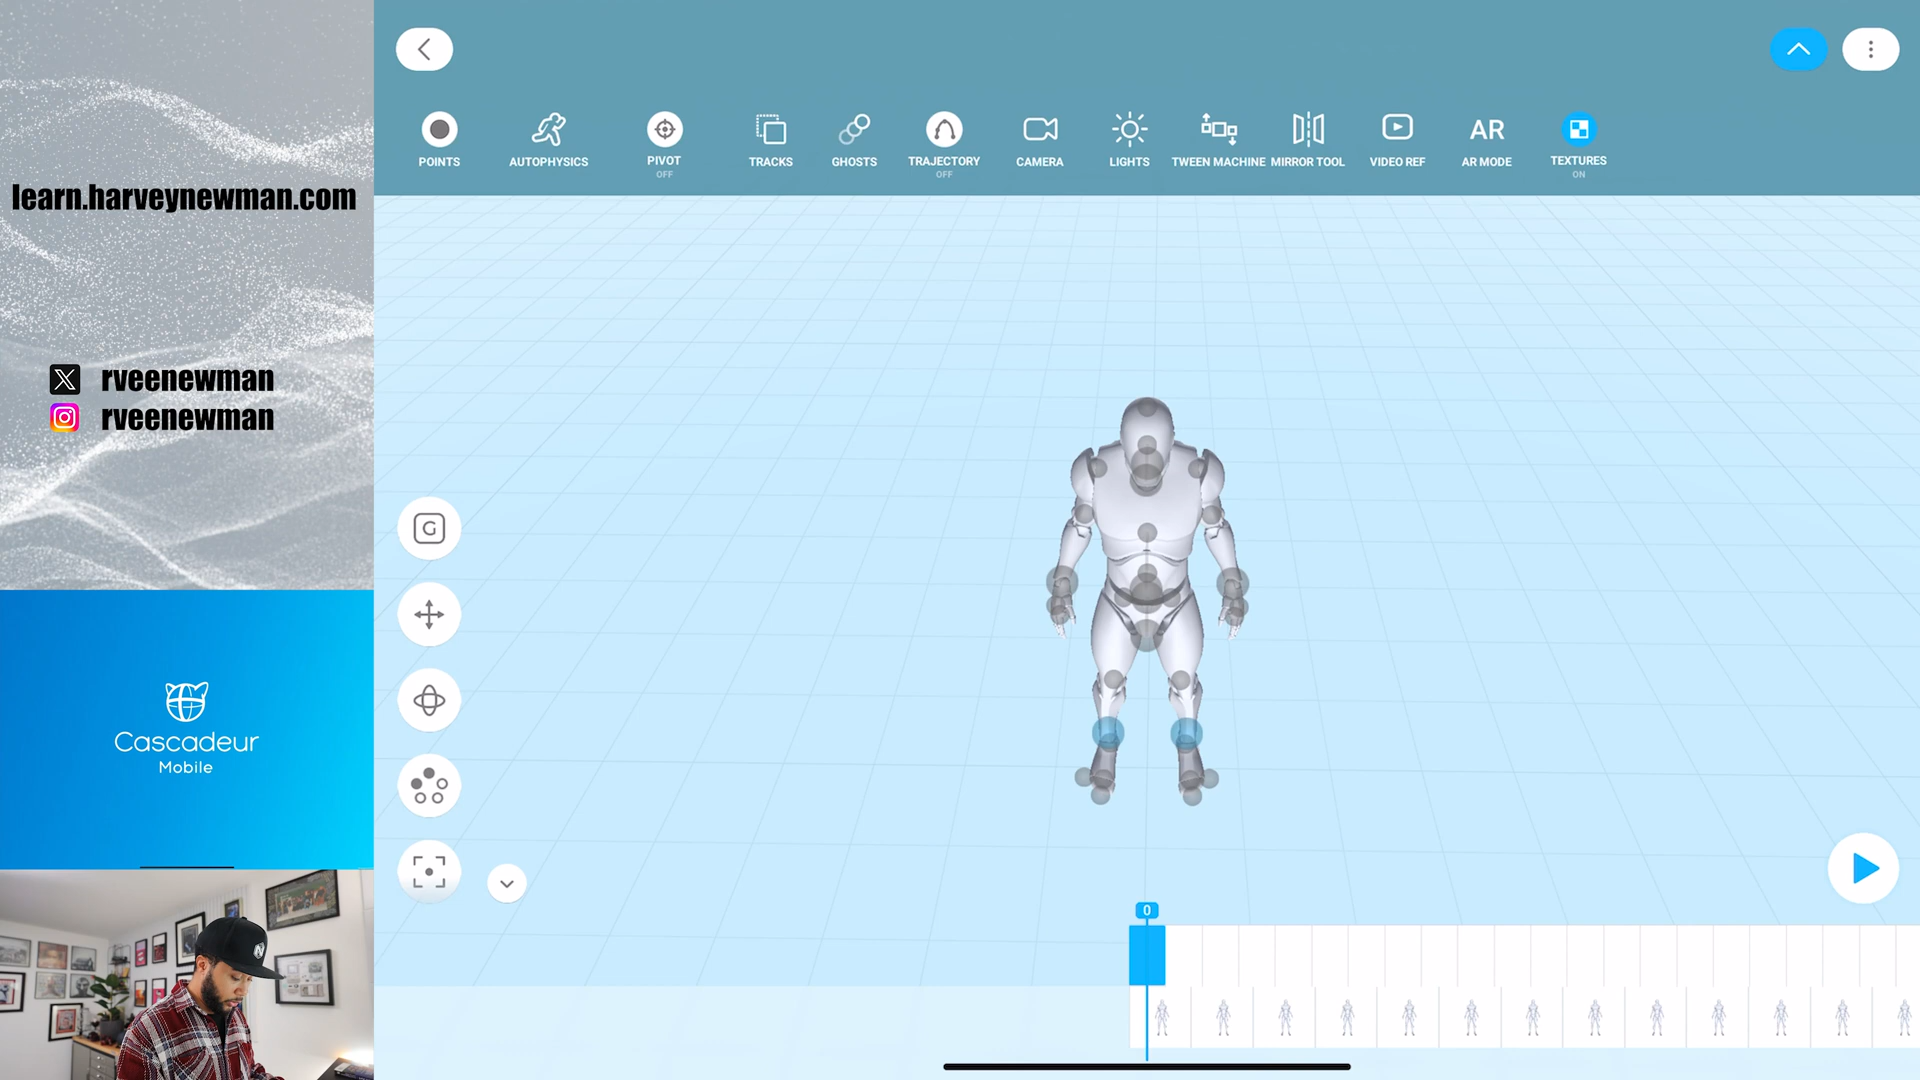 learn.harveynewman.com
rveenewman
rveenewman
Cascadeur
Mobile
POINTS
AUTOPHYSICS
PIVOT
OFF
TRACKS
GHOSTS
TRAJECTORY
OFF
CAMERA
LIGHTS
TWEEN MACHINE
MIRROR TOOL
VIDEO REF
AR
AR MODE
TEXTURES
ON
G
0